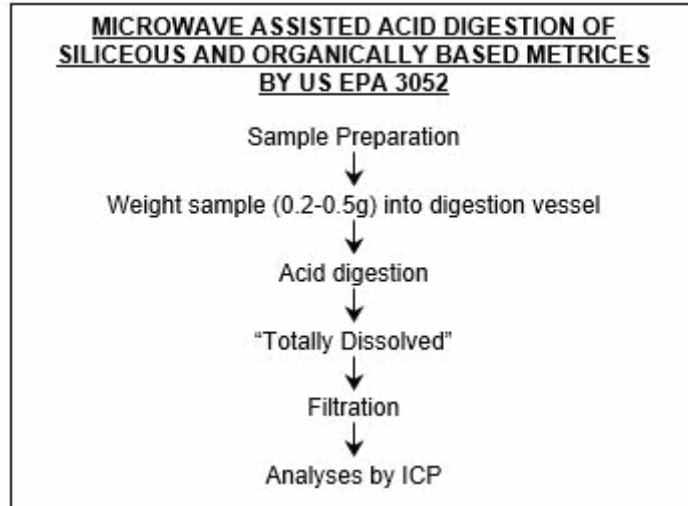 MICROWAVE ASSISTED ACID DIGESTION OF
SILICEOUS AND ORGANICALLY BASED METRICES
BY US EPA 3052
Sample Preparation
Weight sample (0.2-0.5g) into digestion vessel
Acid digestion
“Totally Dissolved”
Filtration
Analyses by ICP